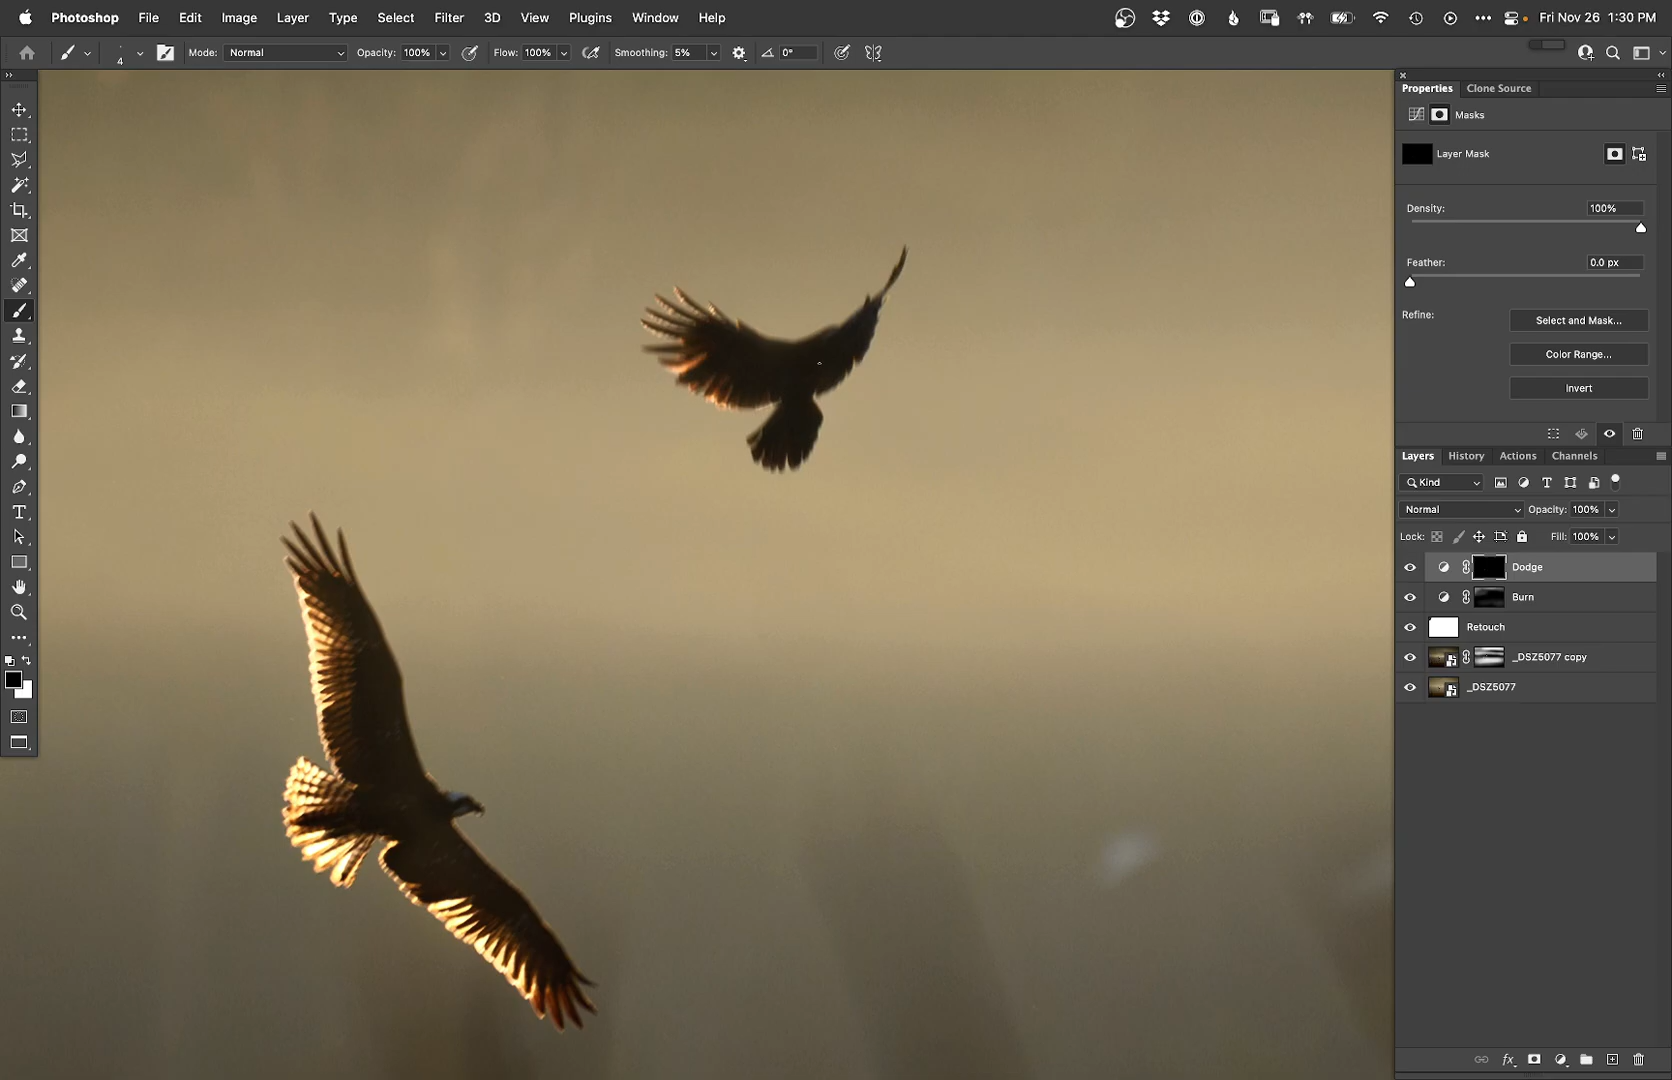 Photoshop File Edit Image Layer Type Select Filter 3D View Plugins Window Help Fri Nov 26 1:30 PM
4 Mode: Normal Opacity: 100% Flow: 100% Smoothing: 5% 0°
Properties Clone Source
Masks
Layer Mask
Density: 100%
Feather: 0.0 px
Refine: Select and Mask...
Color Range...
Invert
Layers History Actions Channels
Kind
Normal Opacity: 100%
Lock: Fill: 100%
Dodge
Burn
Retouch
_DSZ5077 copy
_DSZ5077
fx